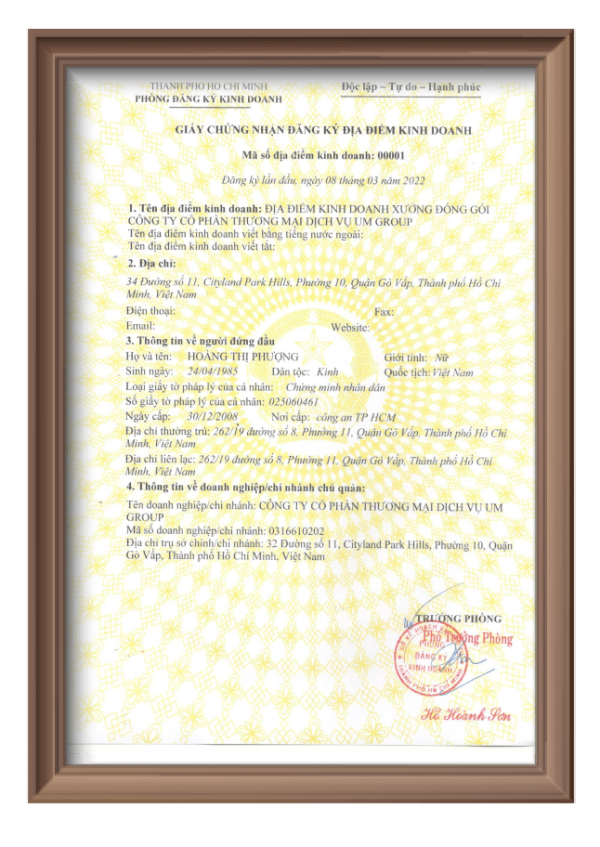 THÀNH PHỐ HỒ CHÍ MINH
PHÒNG ĐĂNG KÝ KINH DOANH
Độc lập – Tự do – Hạnh phúc
GIẤY CHỨNG NHẬN ĐĂNG KÝ ĐỊA ĐIỂM KINH DOANH
Mã số địa điểm kinh doanh: 00001
Đăng ký lần đầu, ngày 08 tháng 03 năm 2022
1. Tên địa điểm kinh doanh: ĐỊA ĐIỂM KINH DOANH XƯỞNG ĐÓNG GÓI
CÔNG TY CỔ PHẦN THƯƠNG MẠI DỊCH VỤ UM GROUP
Tên địa điểm kinh doanh viết bằng tiếng nước ngoài:
Tên địa điểm kinh doanh viết tắt:
2. Địa chỉ:
34 Đường số 11, Cityland Park Hills, Phường 10, Quận Gò Vấp, Thành phố Hồ Chí
Minh, Việt Nam
Điện thoại: Fax:
Email: Website:
3. Thông tin về người đứng đầu
Họ và tên: HOÀNG THỊ PHƯỢNG Giới tính: Nữ
Sinh ngày: 24/04/1985 Dân tộc: Kinh Quốc tịch: Việt Nam
Loại giấy tờ pháp lý của cá nhân: Chứng minh nhân dân
Số giấy tờ pháp lý của cá nhân: 025060461
Ngày cấp: 30/12/2008 Nơi cấp: công an TP HCM
Địa chỉ thường trú: 262/19 đường số 8, Phường 11, Quận Gò Vấp, Thành phố Hồ Chí
Minh, Việt Nam
Địa chỉ liên lạc: 262/19 đường số 8, Phường 11, Quận Gò Vấp, Thành phố Hồ Chí
Minh, Việt Nam
4. Thông tin về doanh nghiệp/chi nhánh chủ quản:
Tên doanh nghiệp/chi nhánh: CÔNG TY CỔ PHẦN THƯƠNG MẠI DỊCH VỤ UM
GROUP
Mã số doanh nghiệp/chi nhánh: 0316610202
Địa chỉ trụ sở chính/chi nhánh: 32 Đường số 11, Cityland Park Hills, Phường 10, Quận
Gò Vấp, Thành phố Hồ Chí Minh, Việt Nam
TRƯỞNG PHÒNG
Phó Trưởng Phòng
PHÒNG
ĐĂNG KÝ
KINH DOANH
THÀNH PHỐ HỒ CHÍ MINH
Hồ Hoành Sơn